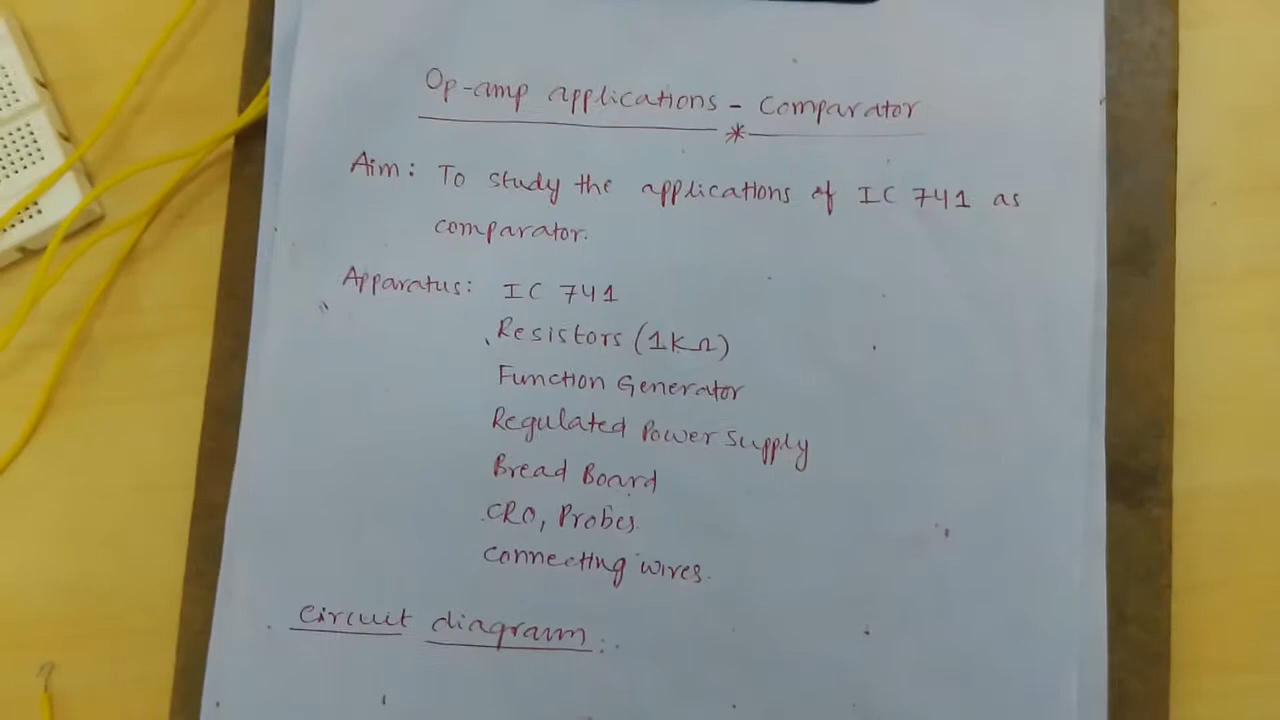 Op-amp applications - Comparator
*
Aim: To study the applications of IC 741 as
comparator.
Apparatus: IC 741
Resistors (1KΩ)
Function Generator
Regulated Power Supply
Bread Board
CRO, Probes.
Connecting wires.
Circuit diagram: